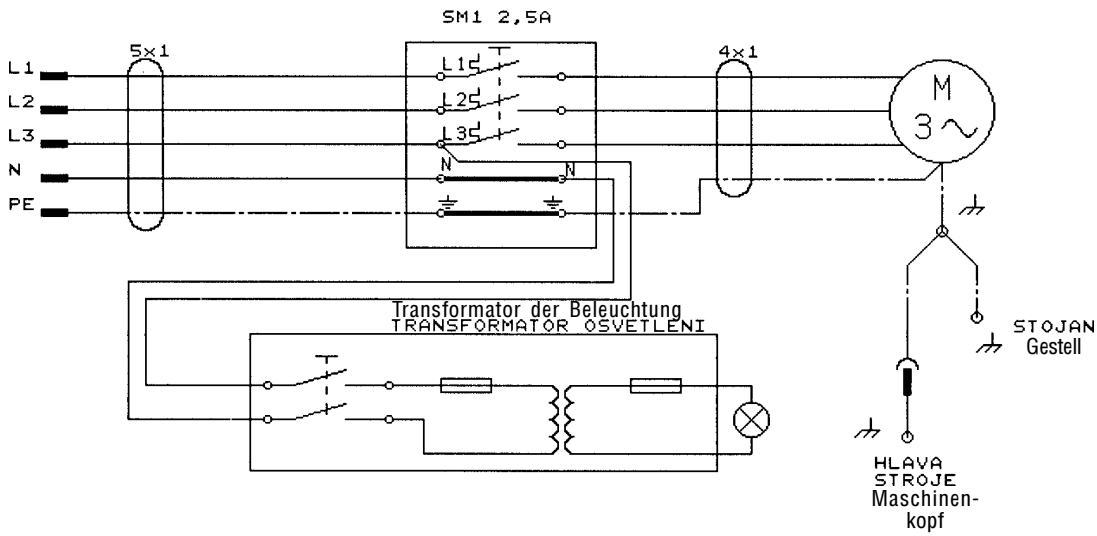 SM1 2,5A
5x1
4x1
L1
L1
L2
L2
L3
L3
M
3
N
N
N
PE
Transformator der Beleuchtung
TRANSFORMATOR OSVETLENI
STOJAN
Gestell
HLAVA
STROJE
Maschinen-
kopf